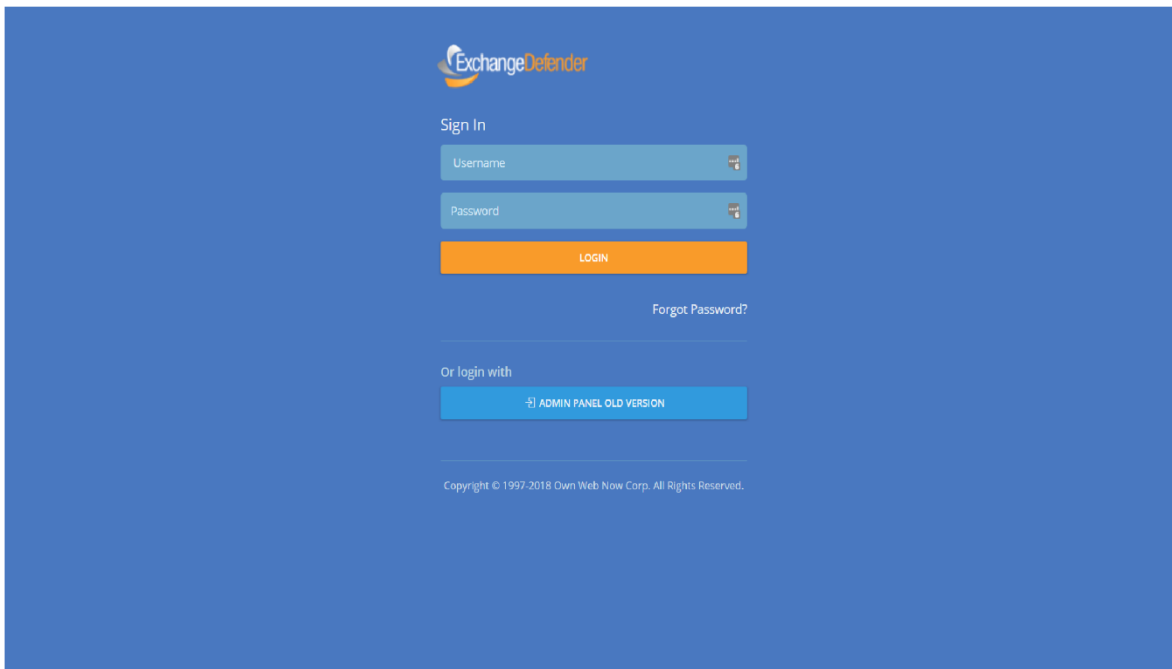 ExchangeDefender
Sign In
Username
Password
LOGIN
Forgot Password?
Or login with
ADMIN PANEL OLD VERSION
Copyright © 1997-2018 Own Web Now Corp. All Rights Reserved.